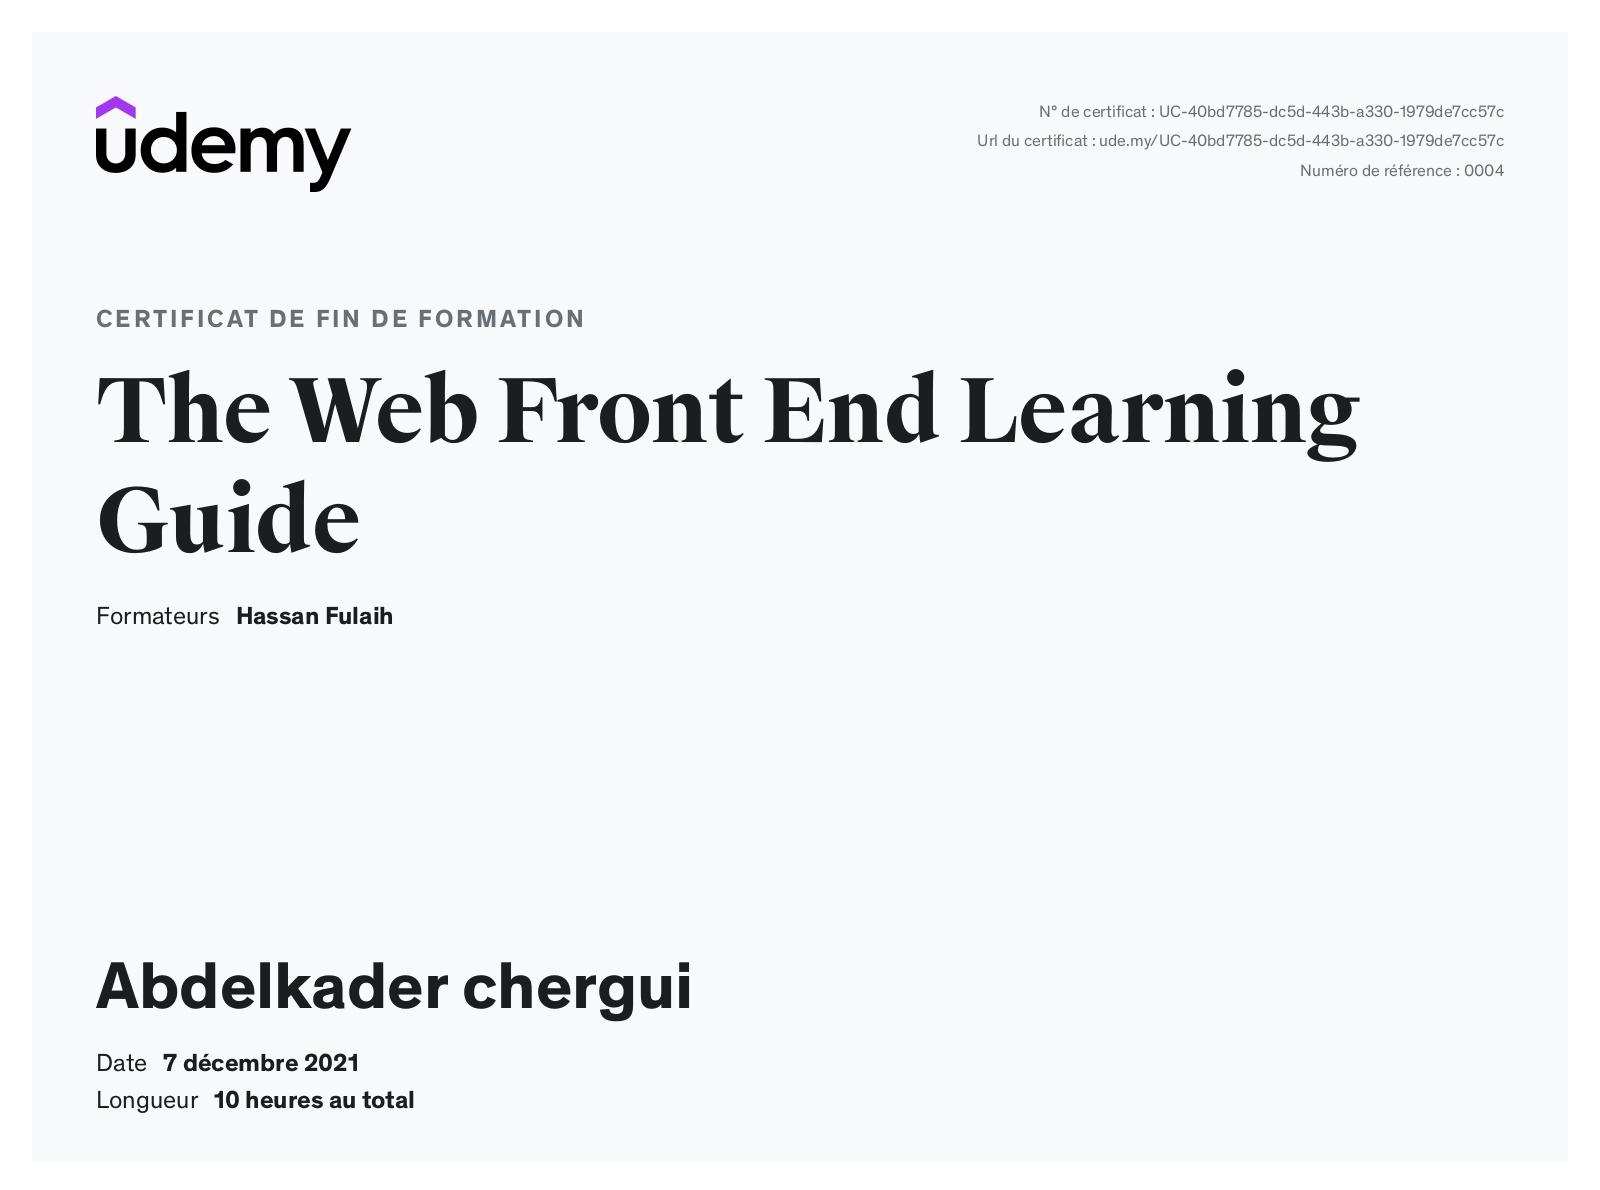 udemy
N° de certificat : UC-40bd7785-dc5d-443b-a330-1979de7cc57c
Url du certificat : ude.my/UC-40bd7785-dc5d-443b-a330-1979de7cc57c
Numéro de référence : 0004
CERTIFICAT DE FIN DE FORMATION
The Web Front End Learning
Guide
Formateurs Hassan Fulaih
Abdelkader chergui
Date 7 décembre 2021
Longueur 10 heures au total